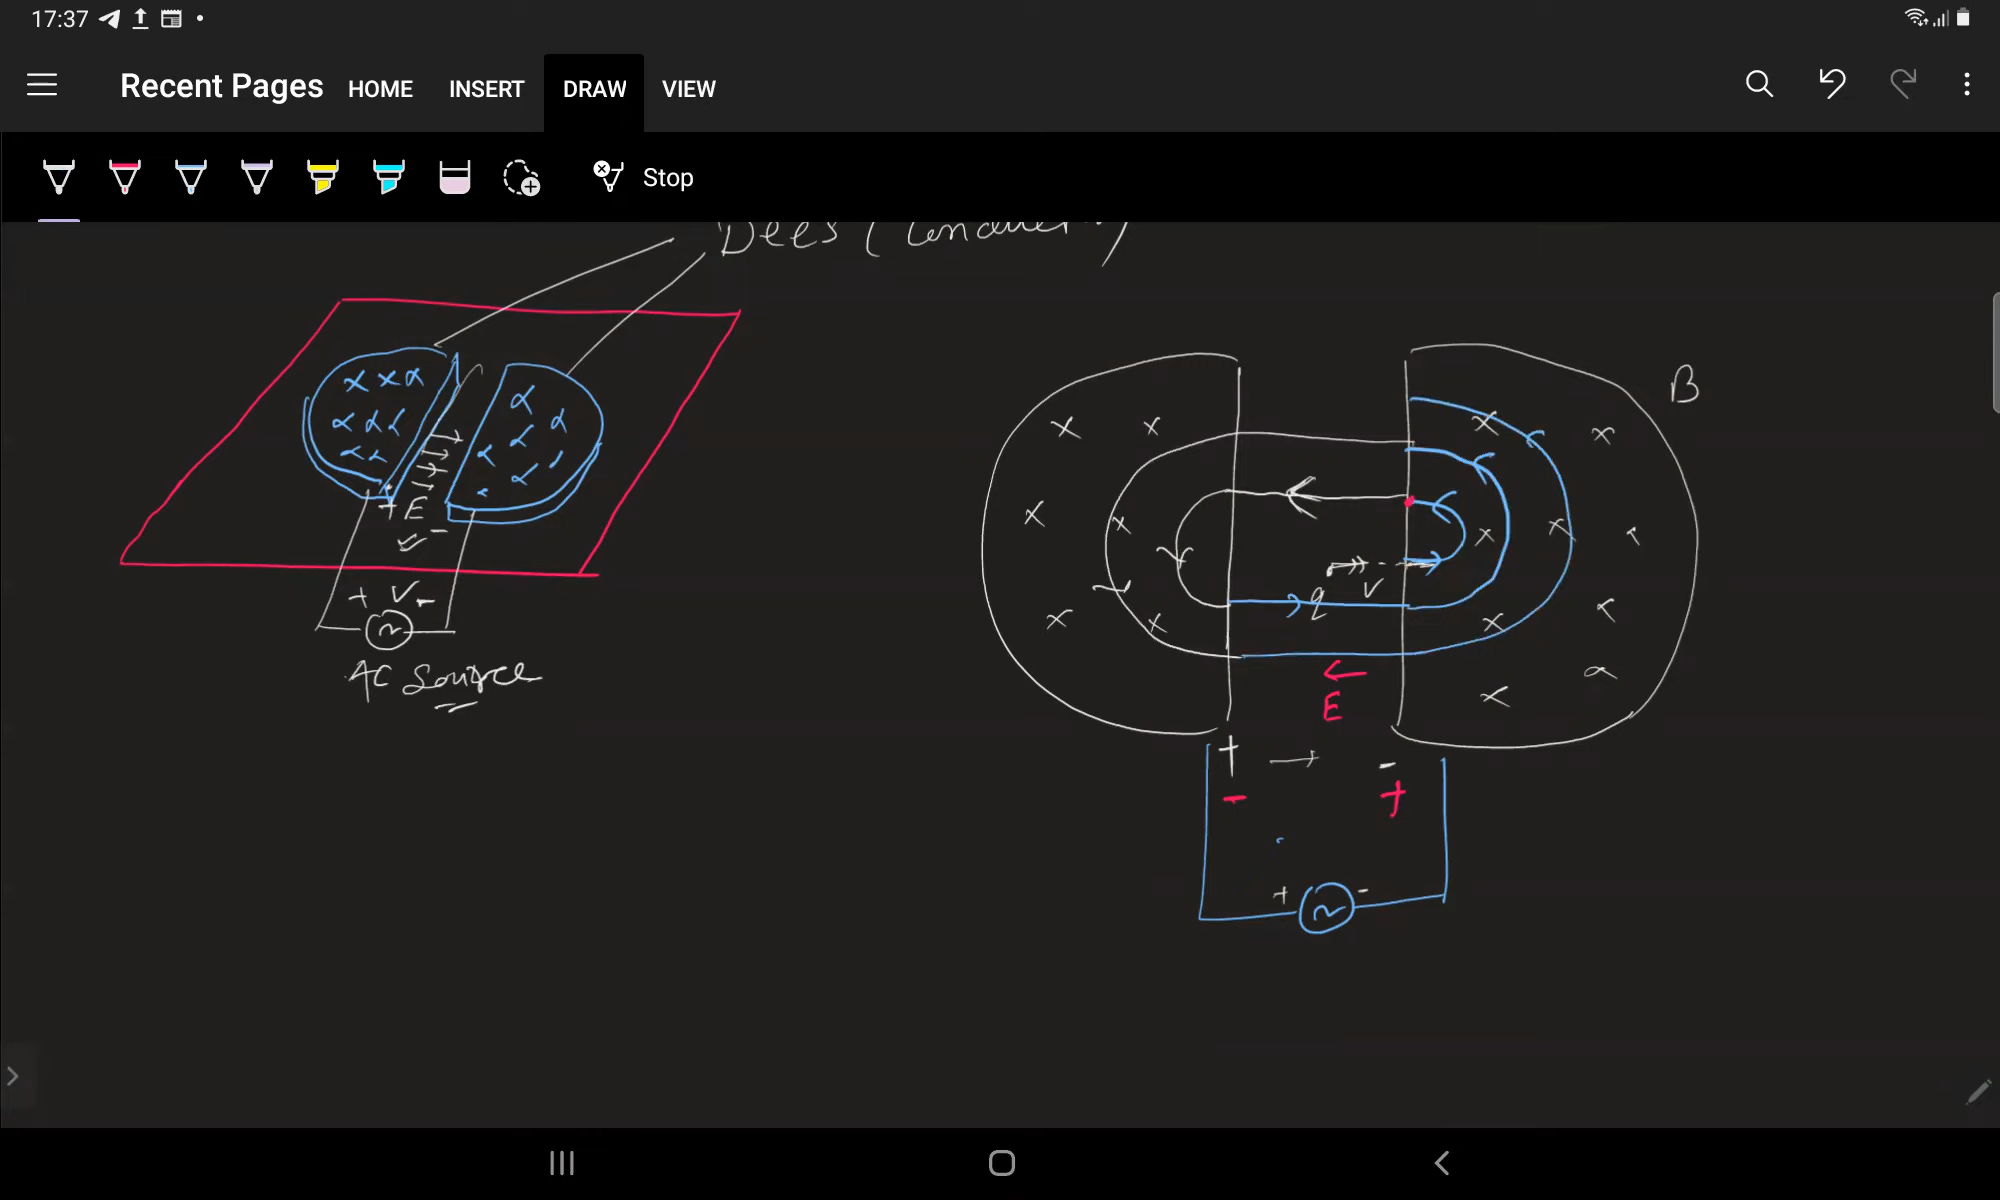 17:37
Recent Pages HOME INSERT DRAW VIEW
Stop
Dees (
x x x
x x x
x x
+ E -
+ V -
AC Source
B
q V
E
+ → -
- +
+ -